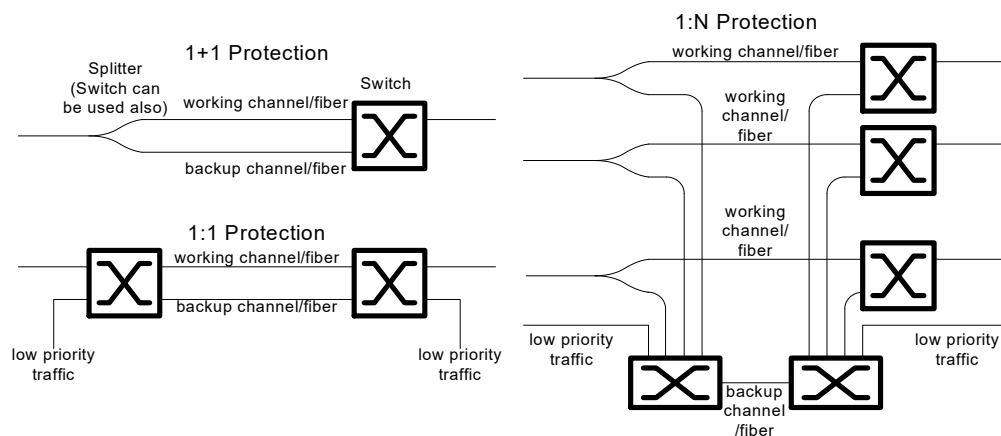 1+1 Protection
Splitter
(Switch can
be used also)
working channel/fiber
Switch
backup channel/fiber
1:1 Protection
working channel/fiber
backup channel/fiber
low priority
traffic
low priority
traffic
1:N Protection
working channel/fiber
working
channel/
fiber
working
channel/
fiber
low priority
traffic
low priority
traffic
backup
channel
/fiber